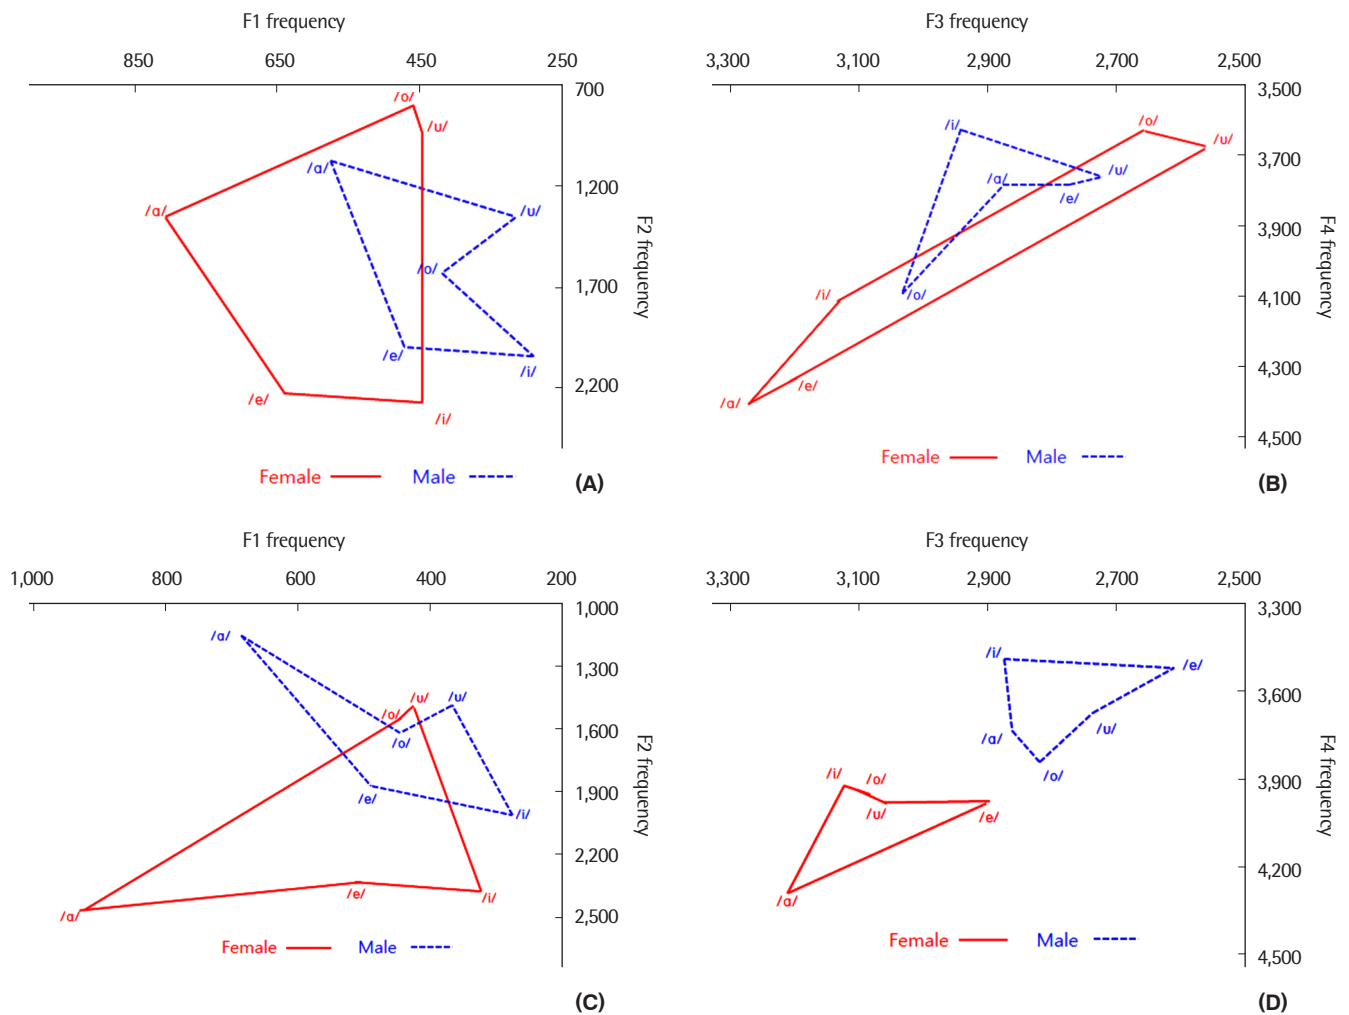 F1 frequency
850 650 450 250
700
1,200
1,700
2,200
F2 frequency
/o/
/u/
/a/
/a/
/u/
/o/
/e/
/i/
/e/
/i/
Female Male
(A)
F3 frequency
3,300 3,100 2,900 2,700 2,500
3,500
3,700
3,900
4,100
4,300
4,500
F4 frequency
/i/
/o/
/u/
/a/
/u/
/e/
/i/
/o/
/a/
/e/
Female Male
(B)
F1 frequency
1,000 800 600 400 200
1,000
1,300
1,600
1,900
2,200
2,500
F2 frequency
/a/
/u/
/u/
/o/
/o/
/e/
/i/
/a/
/e/
/i/
Female Male
(C)
F3 frequency
3,300 3,100 2,900 2,700 2,500
3,300
3,600
3,900
4,200
4,500
F4 frequency
/i/
/e/
/a/
/u/
/o/
/i/
/o/
/u/
/e/
/a/
Female Male
(D)